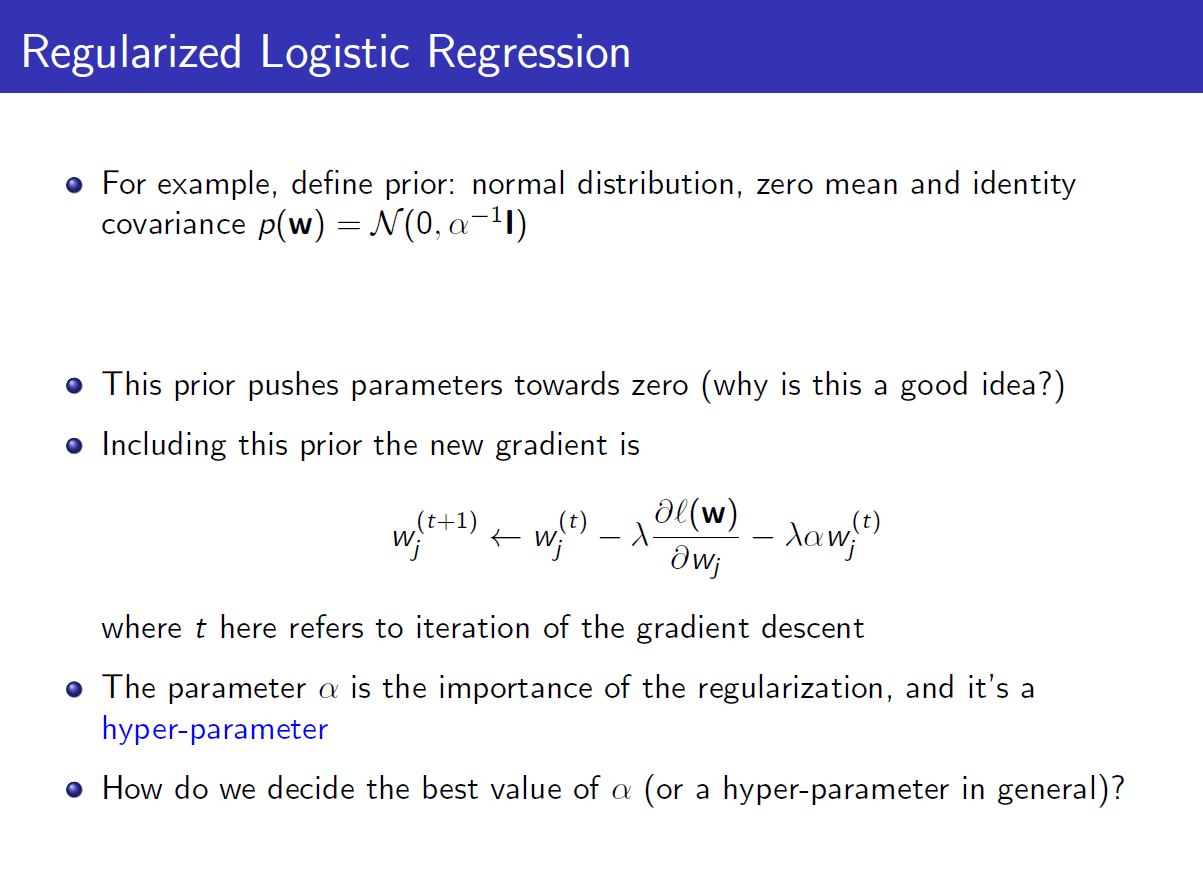 Regularized Logistic Regression
For example, define prior: normal distribution, zero mean and identity
covariance p(𝐰) = 𝒩(0, α⁻¹𝐈)
This prior pushes parameters towards zero (why is this a good idea?)
Including this prior the new gradient is
w_j^{(t+1)} ← w_j^{(t)} − λ ∂ℓ(𝐰)/∂w_j − λαw_j^{(t)}
where t here refers to iteration of the gradient descent
The parameter α is the importance of the regularization, and it's a
hyper-parameter
How do we decide the best value of α (or a hyper-parameter in general)?